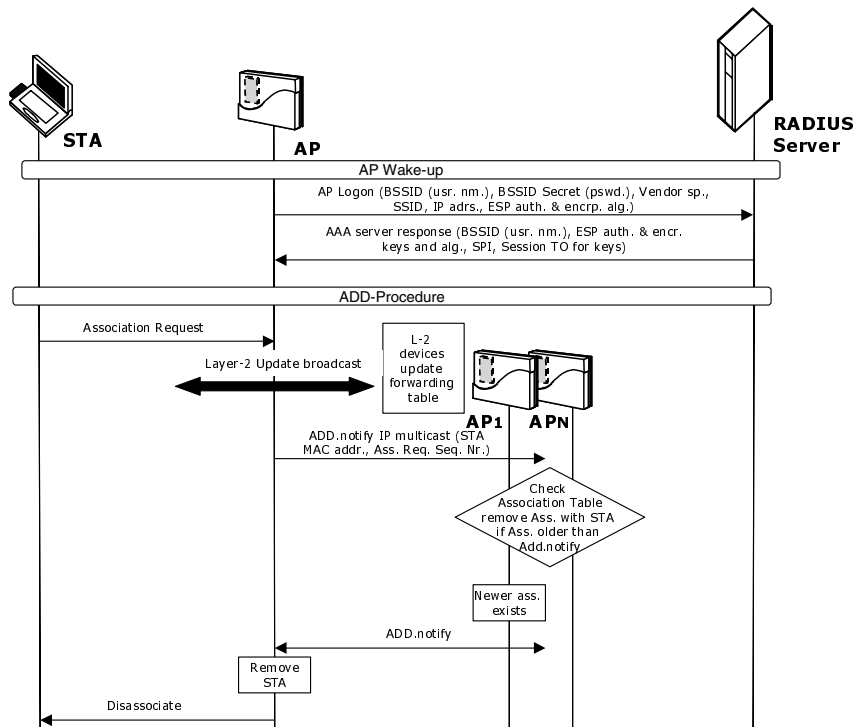 STA
AP
RADIUS
Server
AP Wake-up
AP Logon (BSSID (usr. nm.), BSSID Secret (pswd.), Vendor sp.,
SSID, IP adrs., ESP auth. & encrp. alg.)
AAA server response (BSSID (usr. nm.), ESP auth. & encr.
keys and alg., SPI, Session TO for keys)
ADD-Procedure
Association Request
Layer-2 Update broadcast
L-2
devices
update
forwarding
table
AP1
APN
ADD.notify IP multicast (STA
MAC addr., Ass. Req. Seq. Nr.)
Check
Association Table
remove Ass. with STA
if Ass. older than
Add.notify
Newer ass.
exists
ADD.notify
Remove
STA
Disassociate